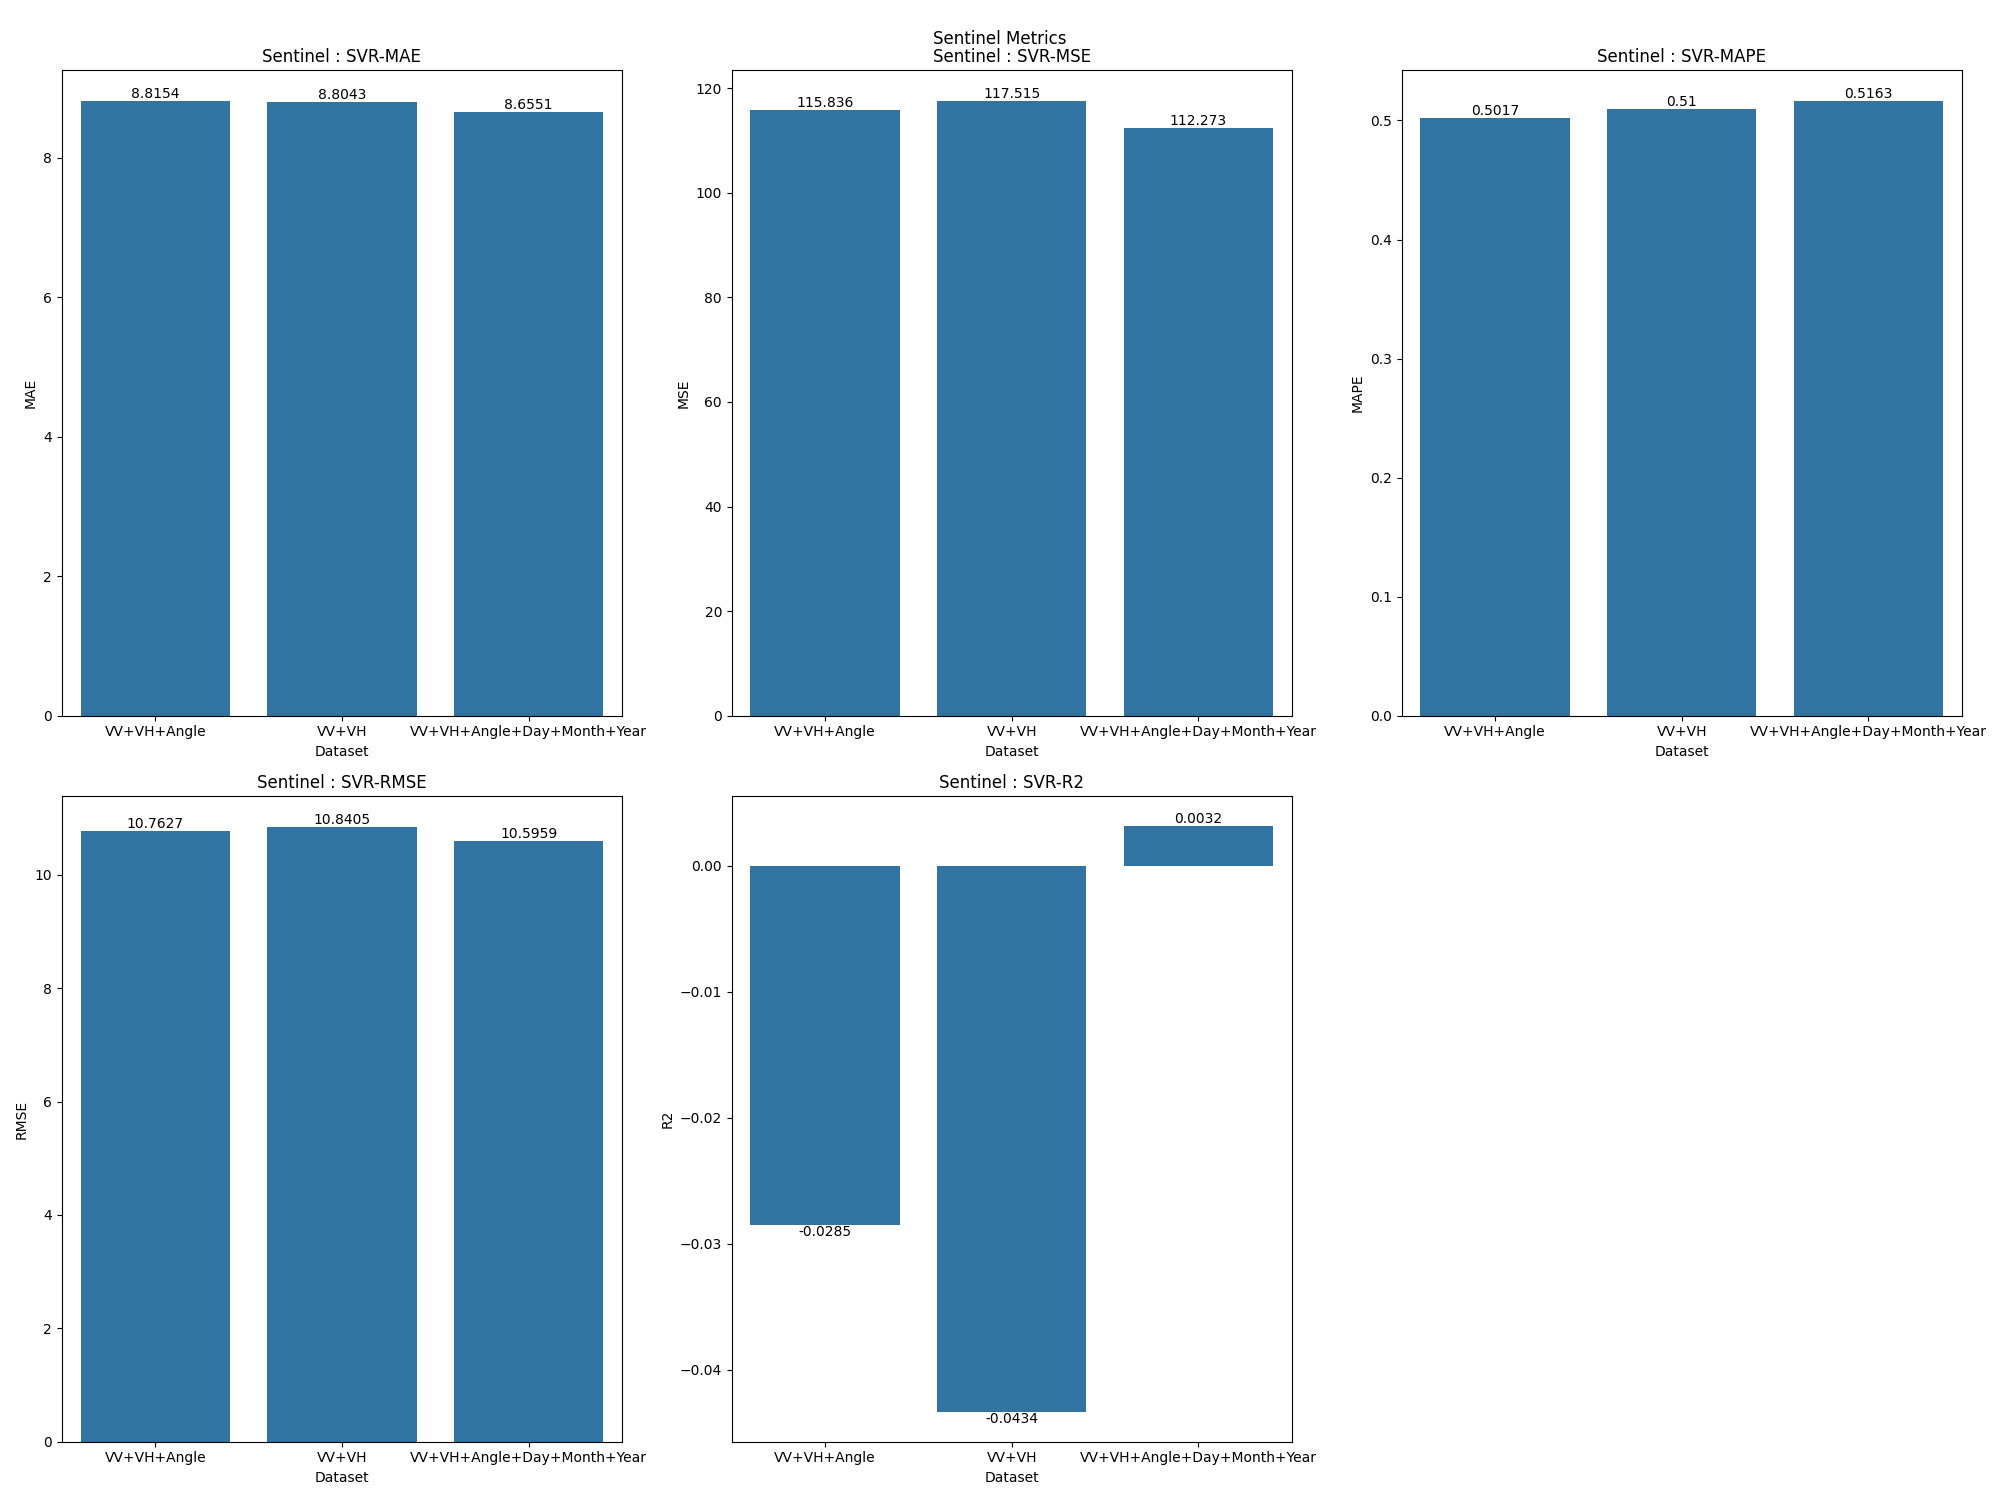 Sentinel Metrics
Sentinel : SVR-MAE
8.8154
8.8043
8.6551
8
6
4
2
0
MAE
VV+VH+Angle
VV+VH
VV+VH+Angle+Day+Month+Year
Dataset
Sentinel : SVR-MSE
115.836
117.515
112.273
120
100
80
60
40
20
0
MSE
VV+VH+Angle
VV+VH
VV+VH+Angle+Day+Month+Year
Dataset
Sentinel : SVR-MAPE
0.5017
0.51
0.5163
0.5
0.4
0.3
0.2
0.1
0.0
MAPE
VV+VH+Angle
VV+VH
VV+VH+Angle+Day+Month+Year
Dataset
Sentinel : SVR-RMSE
10.7627
10.8405
10.5959
10
8
6
4
2
0
RMSE
VV+VH+Angle
VV+VH
VV+VH+Angle+Day+Month+Year
Dataset
Sentinel : SVR-R2
0.0032
0.00
−0.01
−0.02
−0.03
−0.04
R2
-0.0285
-0.0434
VV+VH+Angle
VV+VH
VV+VH+Angle+Day+Month+Year
Dataset